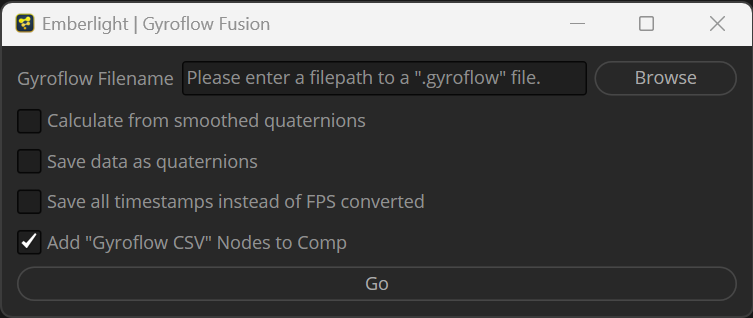 Emberlight | Gyroflow Fusion
Gyroflow Filename Please enter a filepath to a ".gyroflow" file. Browse
Calculate from smoothed quaternions
Save data as quaternions
Save all timestamps instead of FPS converted
Add "Gyroflow CSV" Nodes to Comp
Go